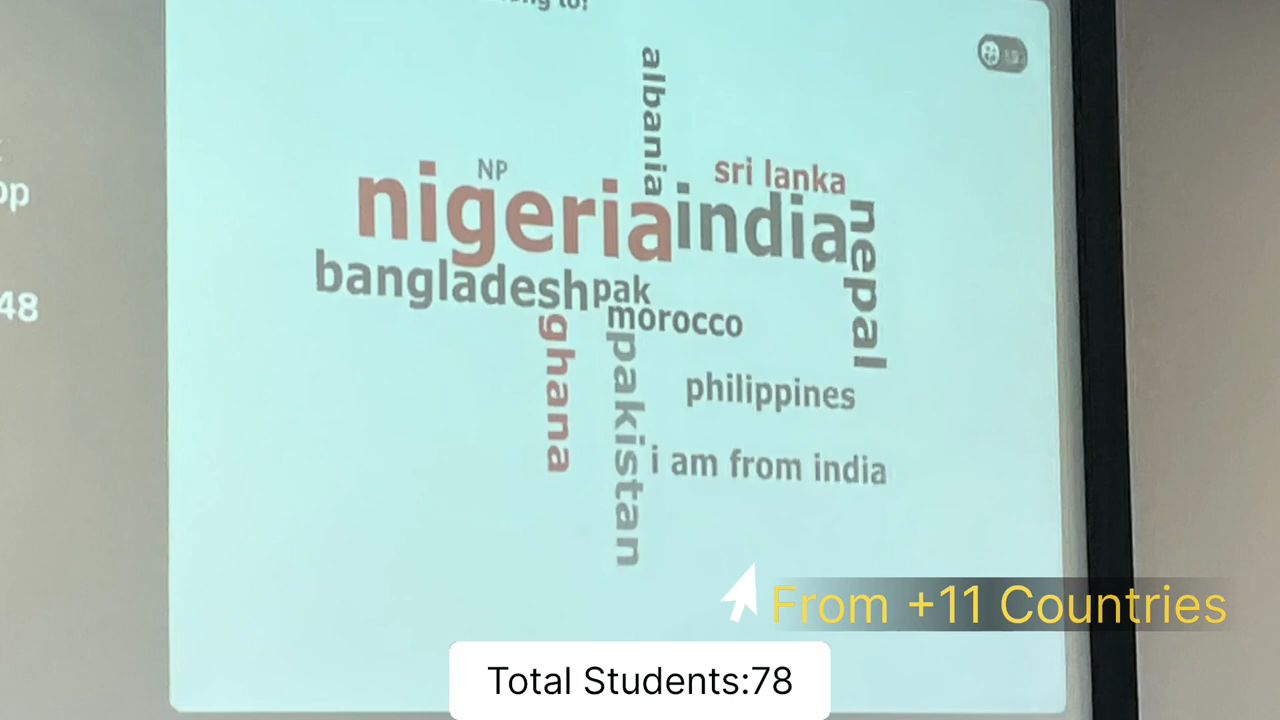 to?
albania
NP
sri lanka
nigeria
india
nepal
bangladesh
pak
morocco
ghana
pakistan
philippines
i am from india
48
From +11 Countries
Total Students:78